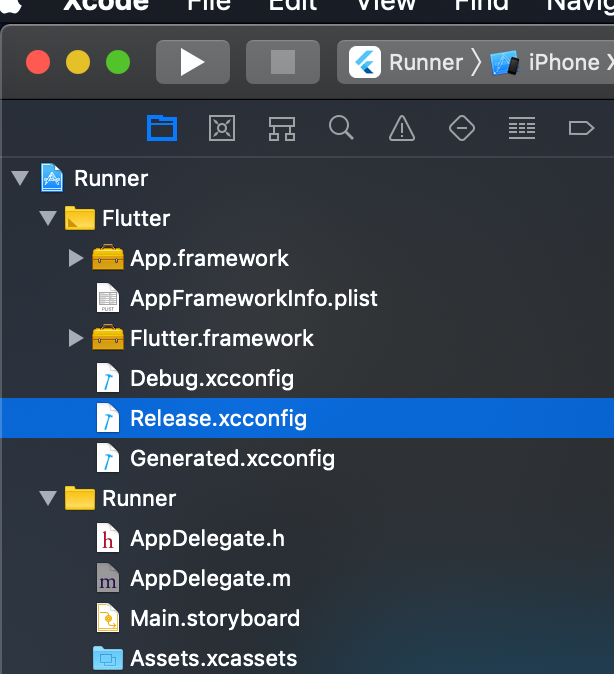 Xcode File Edit View Find Navig
Runner iPhone X
Runner
Flutter
App.framework
AppFrameworkInfo.plist
Flutter.framework
Debug.xcconfig
Release.xcconfig
Generated.xcconfig
Runner
h AppDelegate.h
m AppDelegate.m
Main.storyboard
Assets.xcassets